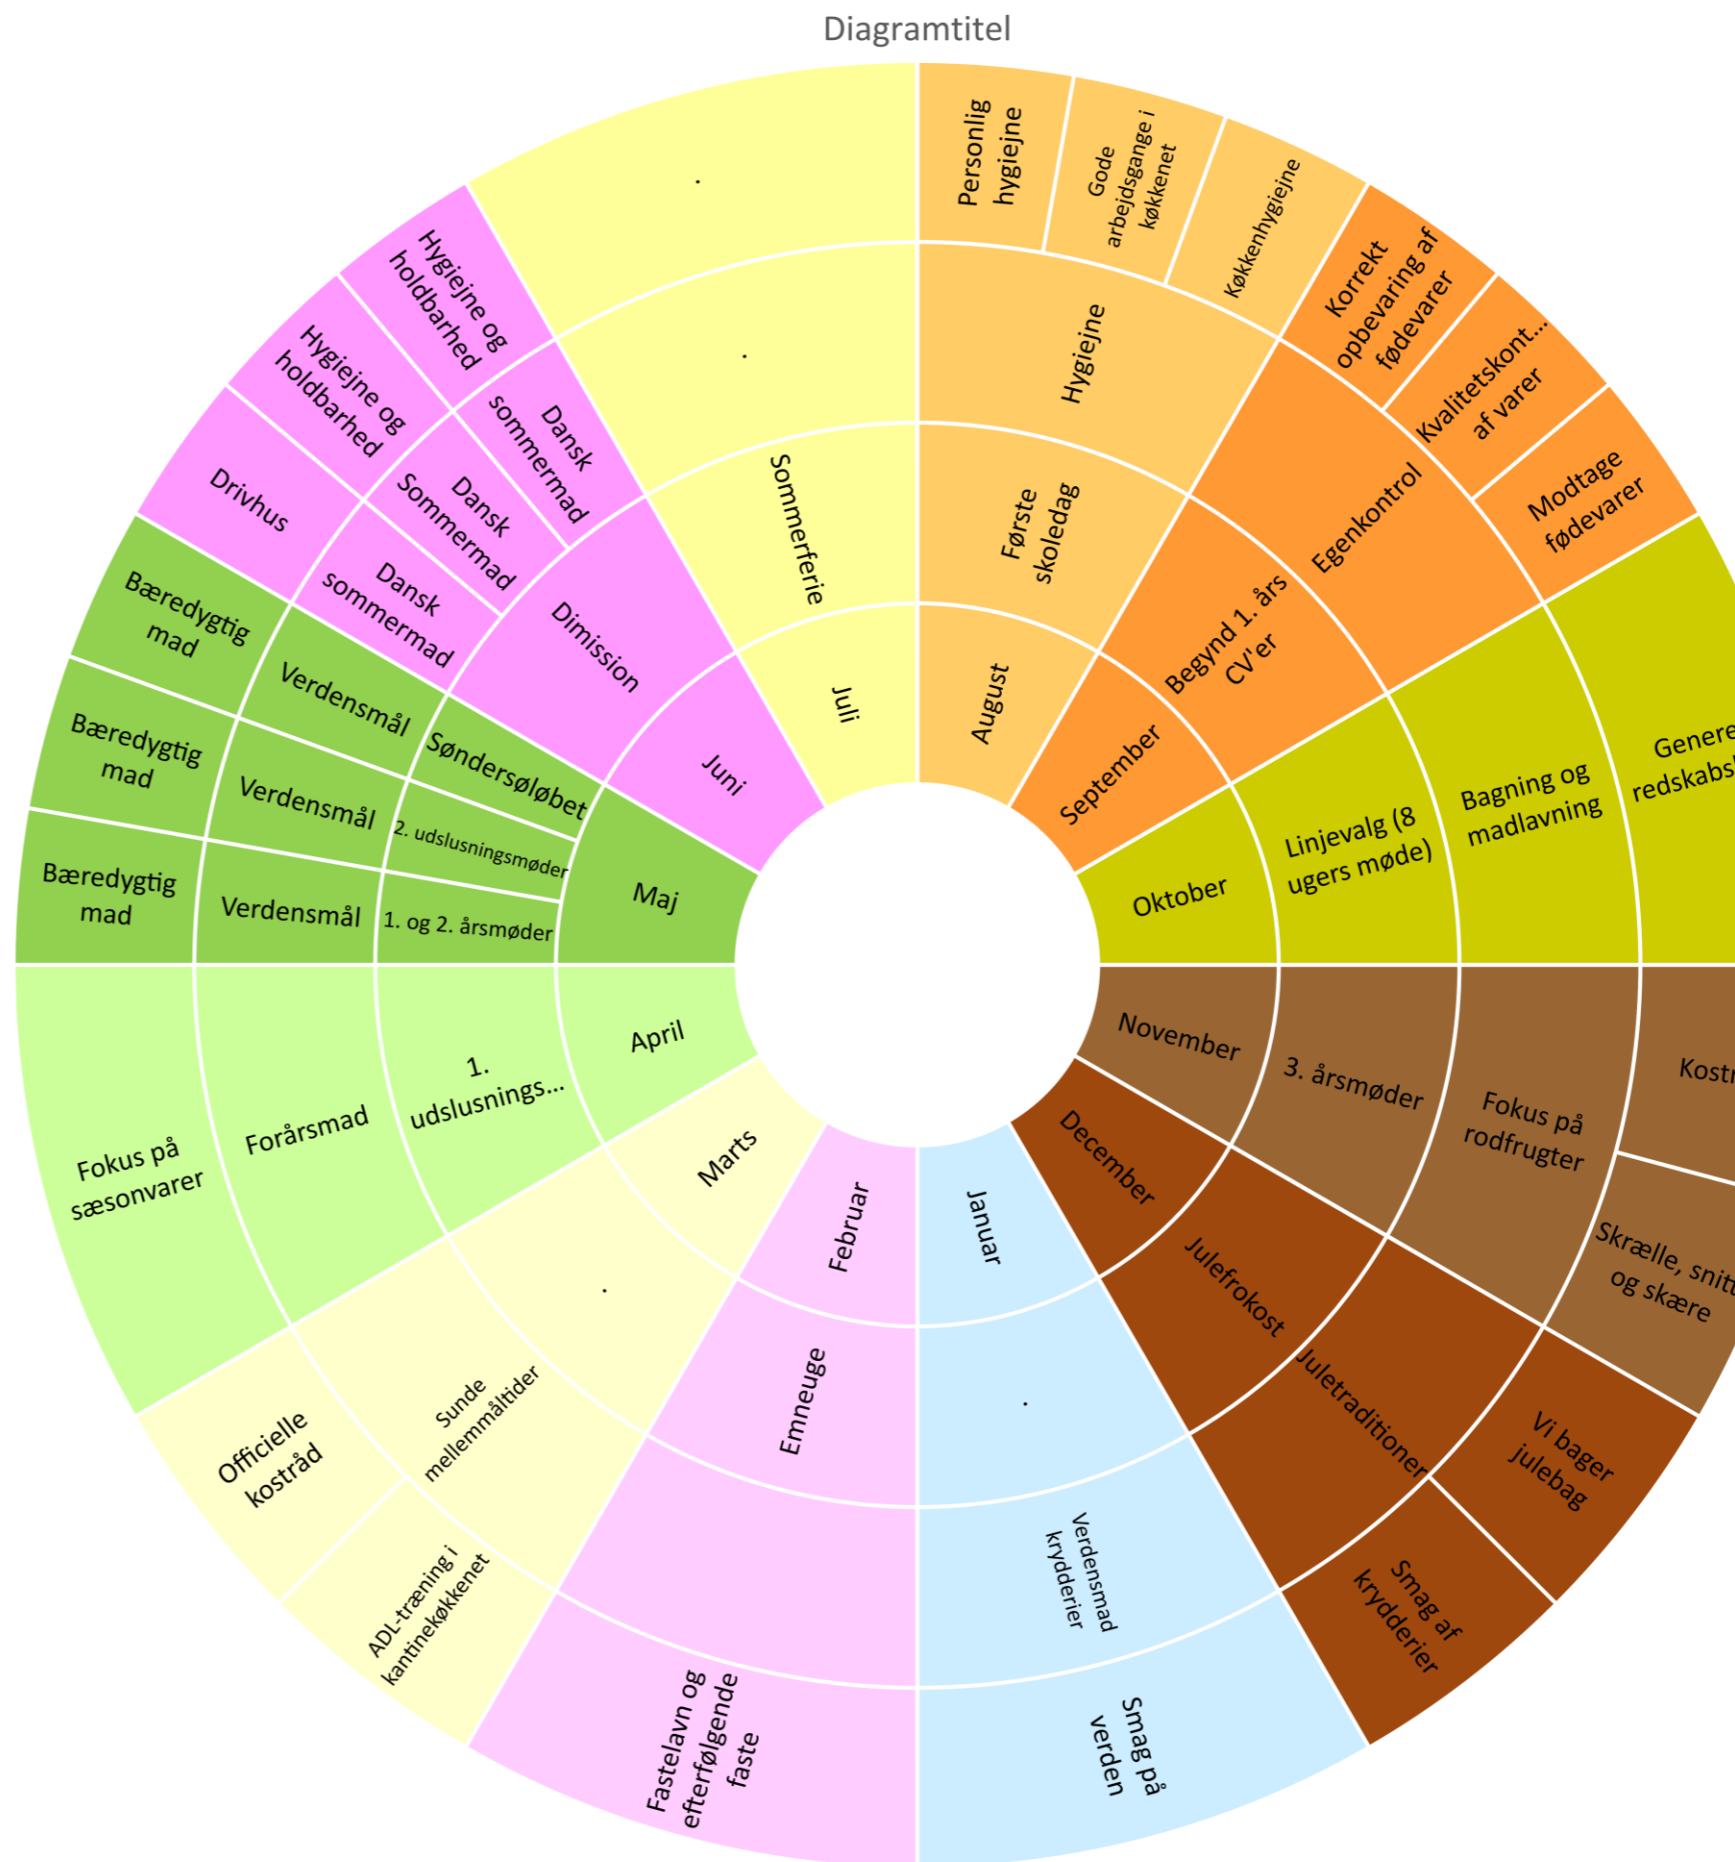 Diagramtitel
August
Første
skoledag
Hygiejne
Personlig
hygiejne
Gode
arbejdsgange i
køkkenet
Køkkenhygiejne
September
Begynd 1. års
CV'er
Egenkontrol
Korrekt
opbevaring af
fødevarer
Kvalitetskont...
af varer
Modtage
fødevarer
Oktober
Linjevalg (8
ugers møde)
Bagning og
madlavning
November
3. årsmøder
Fokus på
rodfrugter
Skrælle,
og skære
December
Julefrokost
Juletraditioner
Vi bager
julebag
Smag af
krydderier
Januar
.
Verdensmad
krydderier
Smag på
verden
Februar
Emneuge
Fastelavn og
efterfølgende
faste
Marts
.
Sunde
mellemmåltider
ADL-træning i
kantinekøkkenet
Officielle
kostråd
April
1.
udslusnings...
Forårsmad
Fokus på
sæsonvarer
Maj
1. og 2. årsmøder
Verdensmål
Bæredygtig
mad
2. udslusningsmøder
Verdensmål
Bæredygtig
mad
Søndersøløbet
Verdensmål
Bæredygtig
mad
Juni
Dimission
Dansk
sommermad
Drivhus
Dansk
Sommermad
Hygiejne og
holdbarhed
Dansk
sommermad
Hygiejne og
holdbarhed
Juli
Sommerferie
.
.